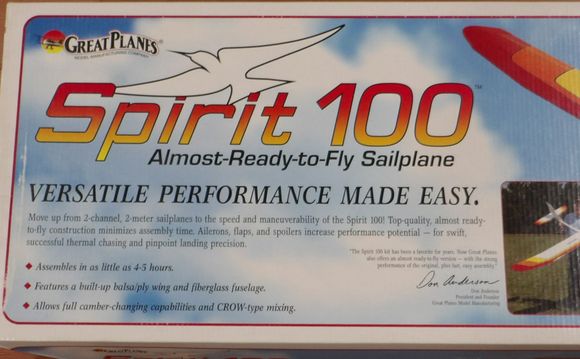 GREAT PLANES®
MODEL MANUFACTURING COMPANY
Spirit 100™
Almost-Ready-to-Fly Sailplane
VERSATILE PERFORMANCE MADE EASY.
Move up from 2-channel, 2-meter sailplanes to the speed and maneuverability of the Spirit 100! Top-quality, almost ready-
to-fly construction minimizes assembly time. Ailerons, flaps, and spoilers increase performance potential — for swift,
successful thermal chasing and pinpoint landing precision.
"The Spirit 100 kit has been a favorite for years. Now Great Planes
also offers an almost ready-to-fly version — with the strong
performance of the original, plus fast, easy assembly."
Don Anderson
Don Anderson
President and Founder
Great Planes Model Manufacturing
◆ Assembles in as little as 4-5 hours.
◆ Features a built-up balsa/ply wing and fiberglass fuselage.
◆ Allows full camber-changing capabilities and CROW-type mixing.